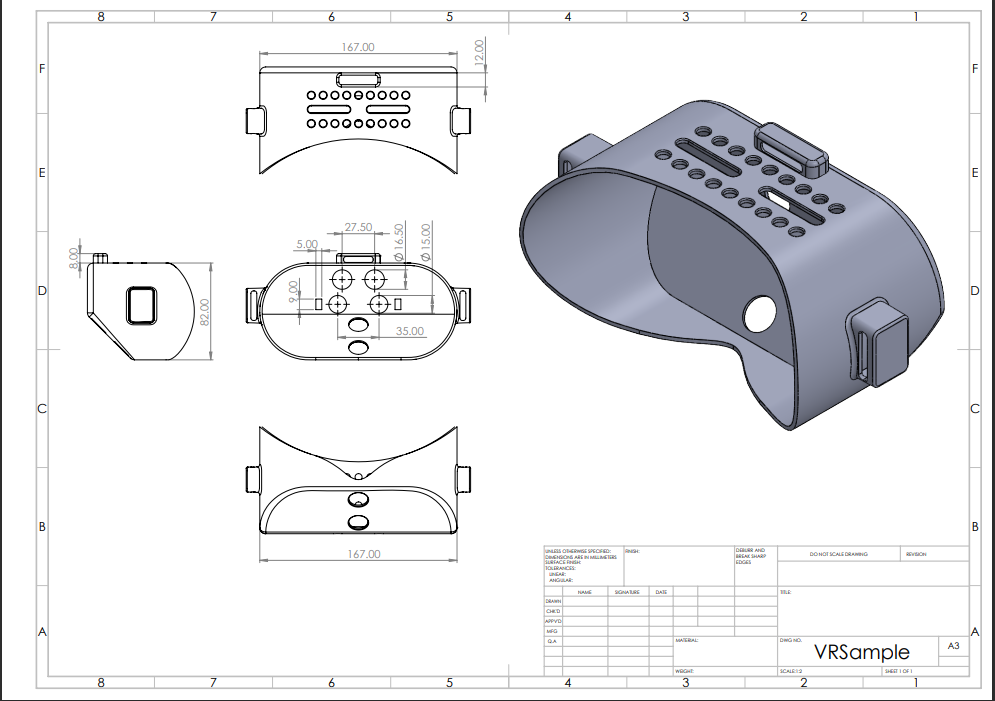 8 7 6 5 4 3 2 1
F F
E E
D D
C C
B B
A A
167.00
12.00
8.00
82.00
27.50
5.00
Ø 16.50
Ø 15.00
9.00
35.00
167.00
UNLESS OTHERWISE SPECIFIED:
DIMENSIONS ARE IN MILLIMETERS
SURFACE FINISH:
TOLERANCES:
LINEAR:
ANGULAR:
FINISH:
DEBURR AND
BREAK SHARP
EDGES
DO NOT SCALE DRAWING
REVISION
NAME SIGNATURE DATE
TITLE:
DRAWN
CHK'D
APPV'D
MFG
Q.A
MATERIAL:
DWG NO.
VRSample
A3
WEIGHT:
SCALE:1:2
SHEET 1 OF 1
8 7 6 5 4 3 2 1